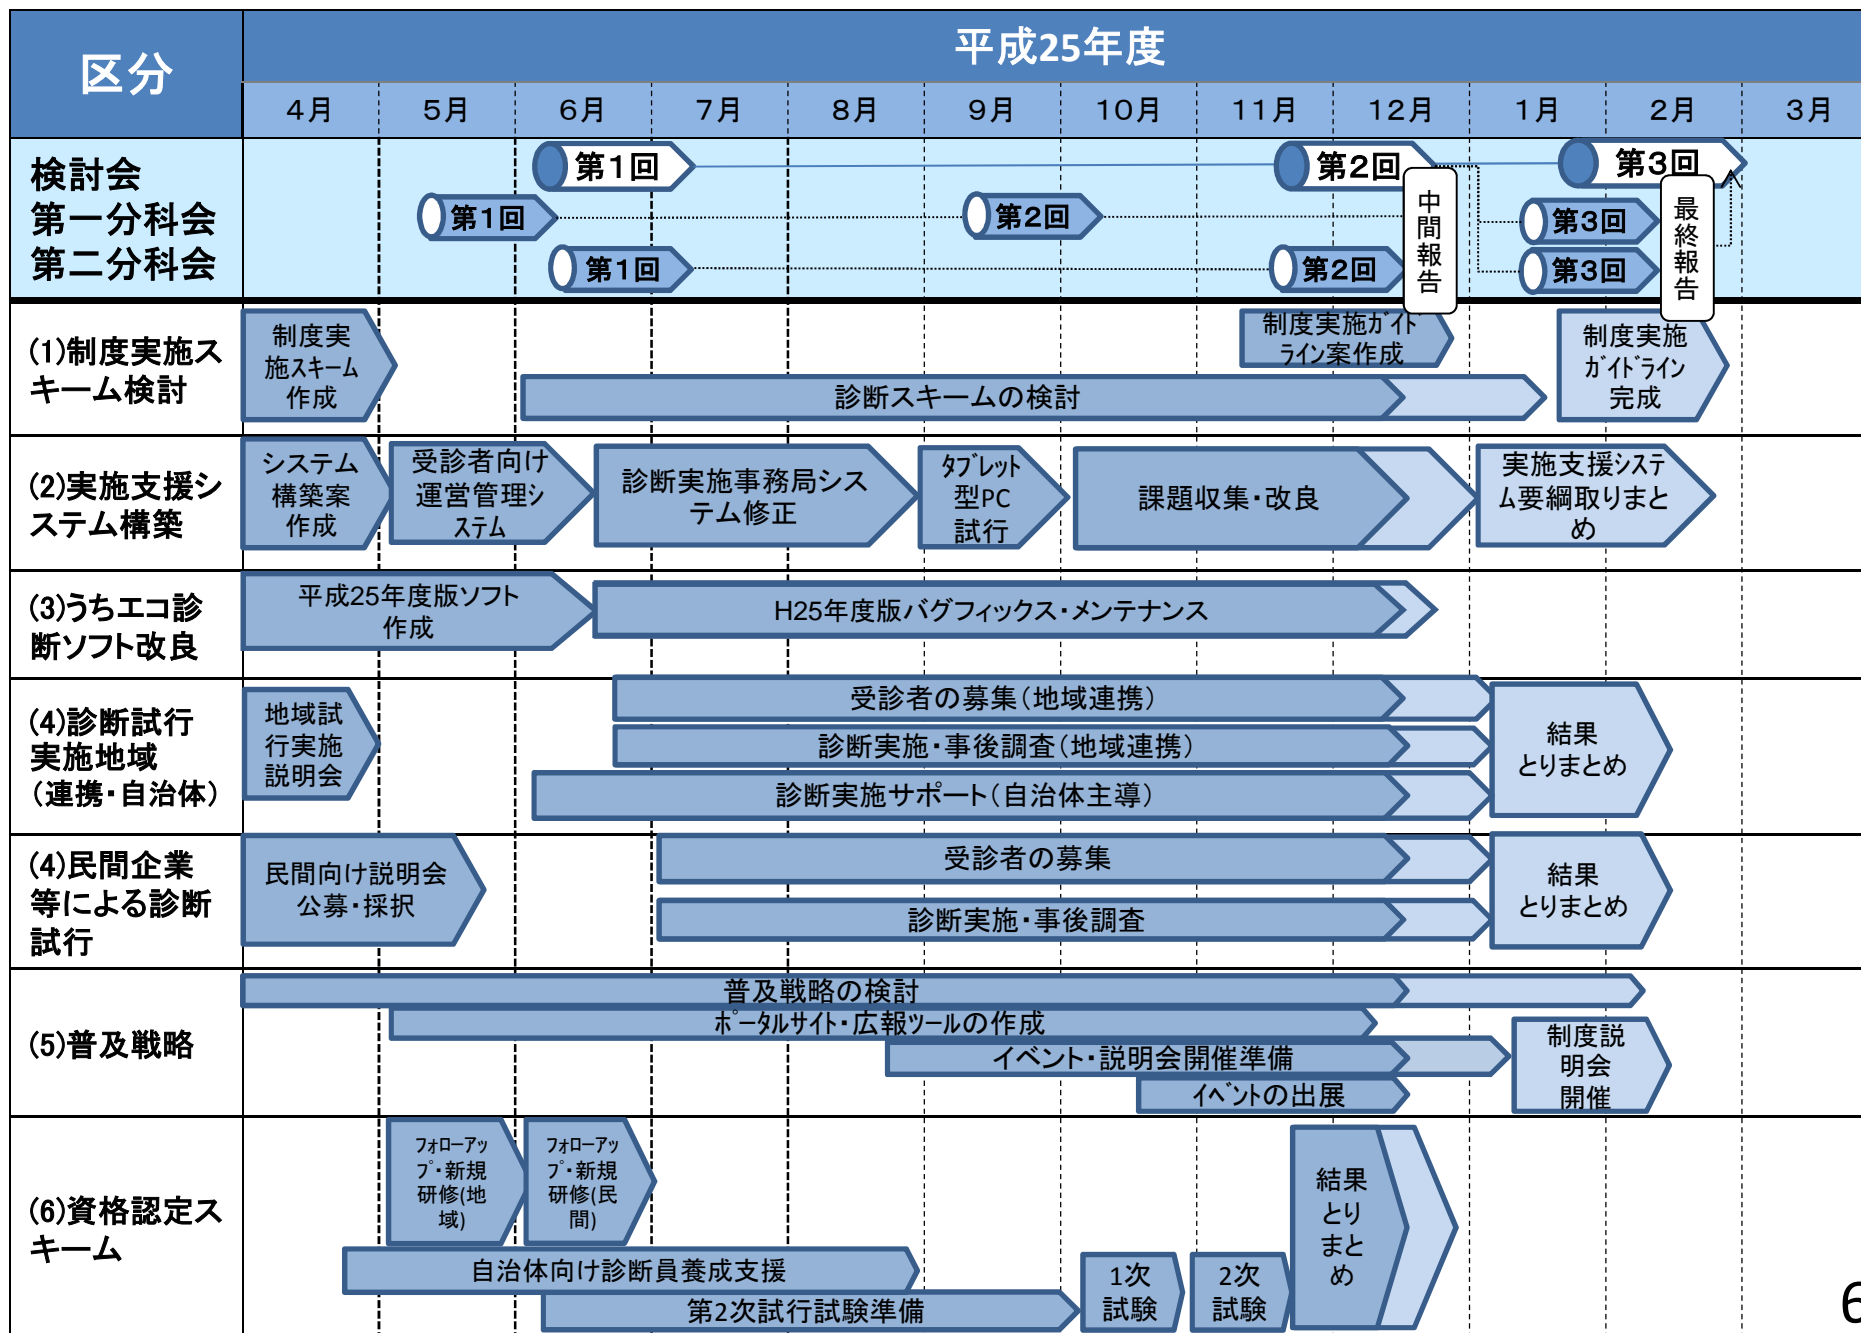 区分
平成25年度
4月
5月
6月
7月
8月
9月
10月
11月
12月
1月
2月
3月
検討会
第一分科会
第二分科会
第1回
第2回
第3回
第1回
第2回
第3回
第1回
第2回
第3回
中間報告
最終報告
(1)制度実施ス
キーム検討
制度実
施スキーム
作成
制度実施ガイド
ライン案作成
診断スキームの検討
制度実施
ガイドライン
完成
(2)実施支援シ
ステム構築
システム
構築案
作成
受診者向け
運営管理シ
ステム
診断実施事務局シス
テム修正
タブレット
型PC
試行
課題収集・改良
実施支援システ
ム要綱取りまと
め
(3)うちエコ診
断ソフト改良
平成25年度版ソフト
作成
H25年度版バグフィックス・メンテナンス
(4)診断試行
実施地域
(連携・自治体)
地域試
行実施
説明会
受診者の募集(地域連携)
診断実施・事後調査(地域連携)
診断実施サポート(自治体主導)
結果
とりまとめ
(4)民間企業
等による診断
試行
民間向け説明会
公募・採択
受診者の募集
診断実施・事後調査
結果
とりまとめ
(5)普及戦略
普及戦略の検討
ポータルサイト・広報ツールの作成
イベント・説明会開催準備
イベントの出展
制度説
明会
開催
(6)資格認定ス
キーム
フォローアッ
プ・新規
研修(地
域)
フォローアッ
プ・新規
研修(民
間)
自治体向け診断員養成支援
第2次試行試験準備
1次
試験
2次
試験
結果
とり
まと
め
6